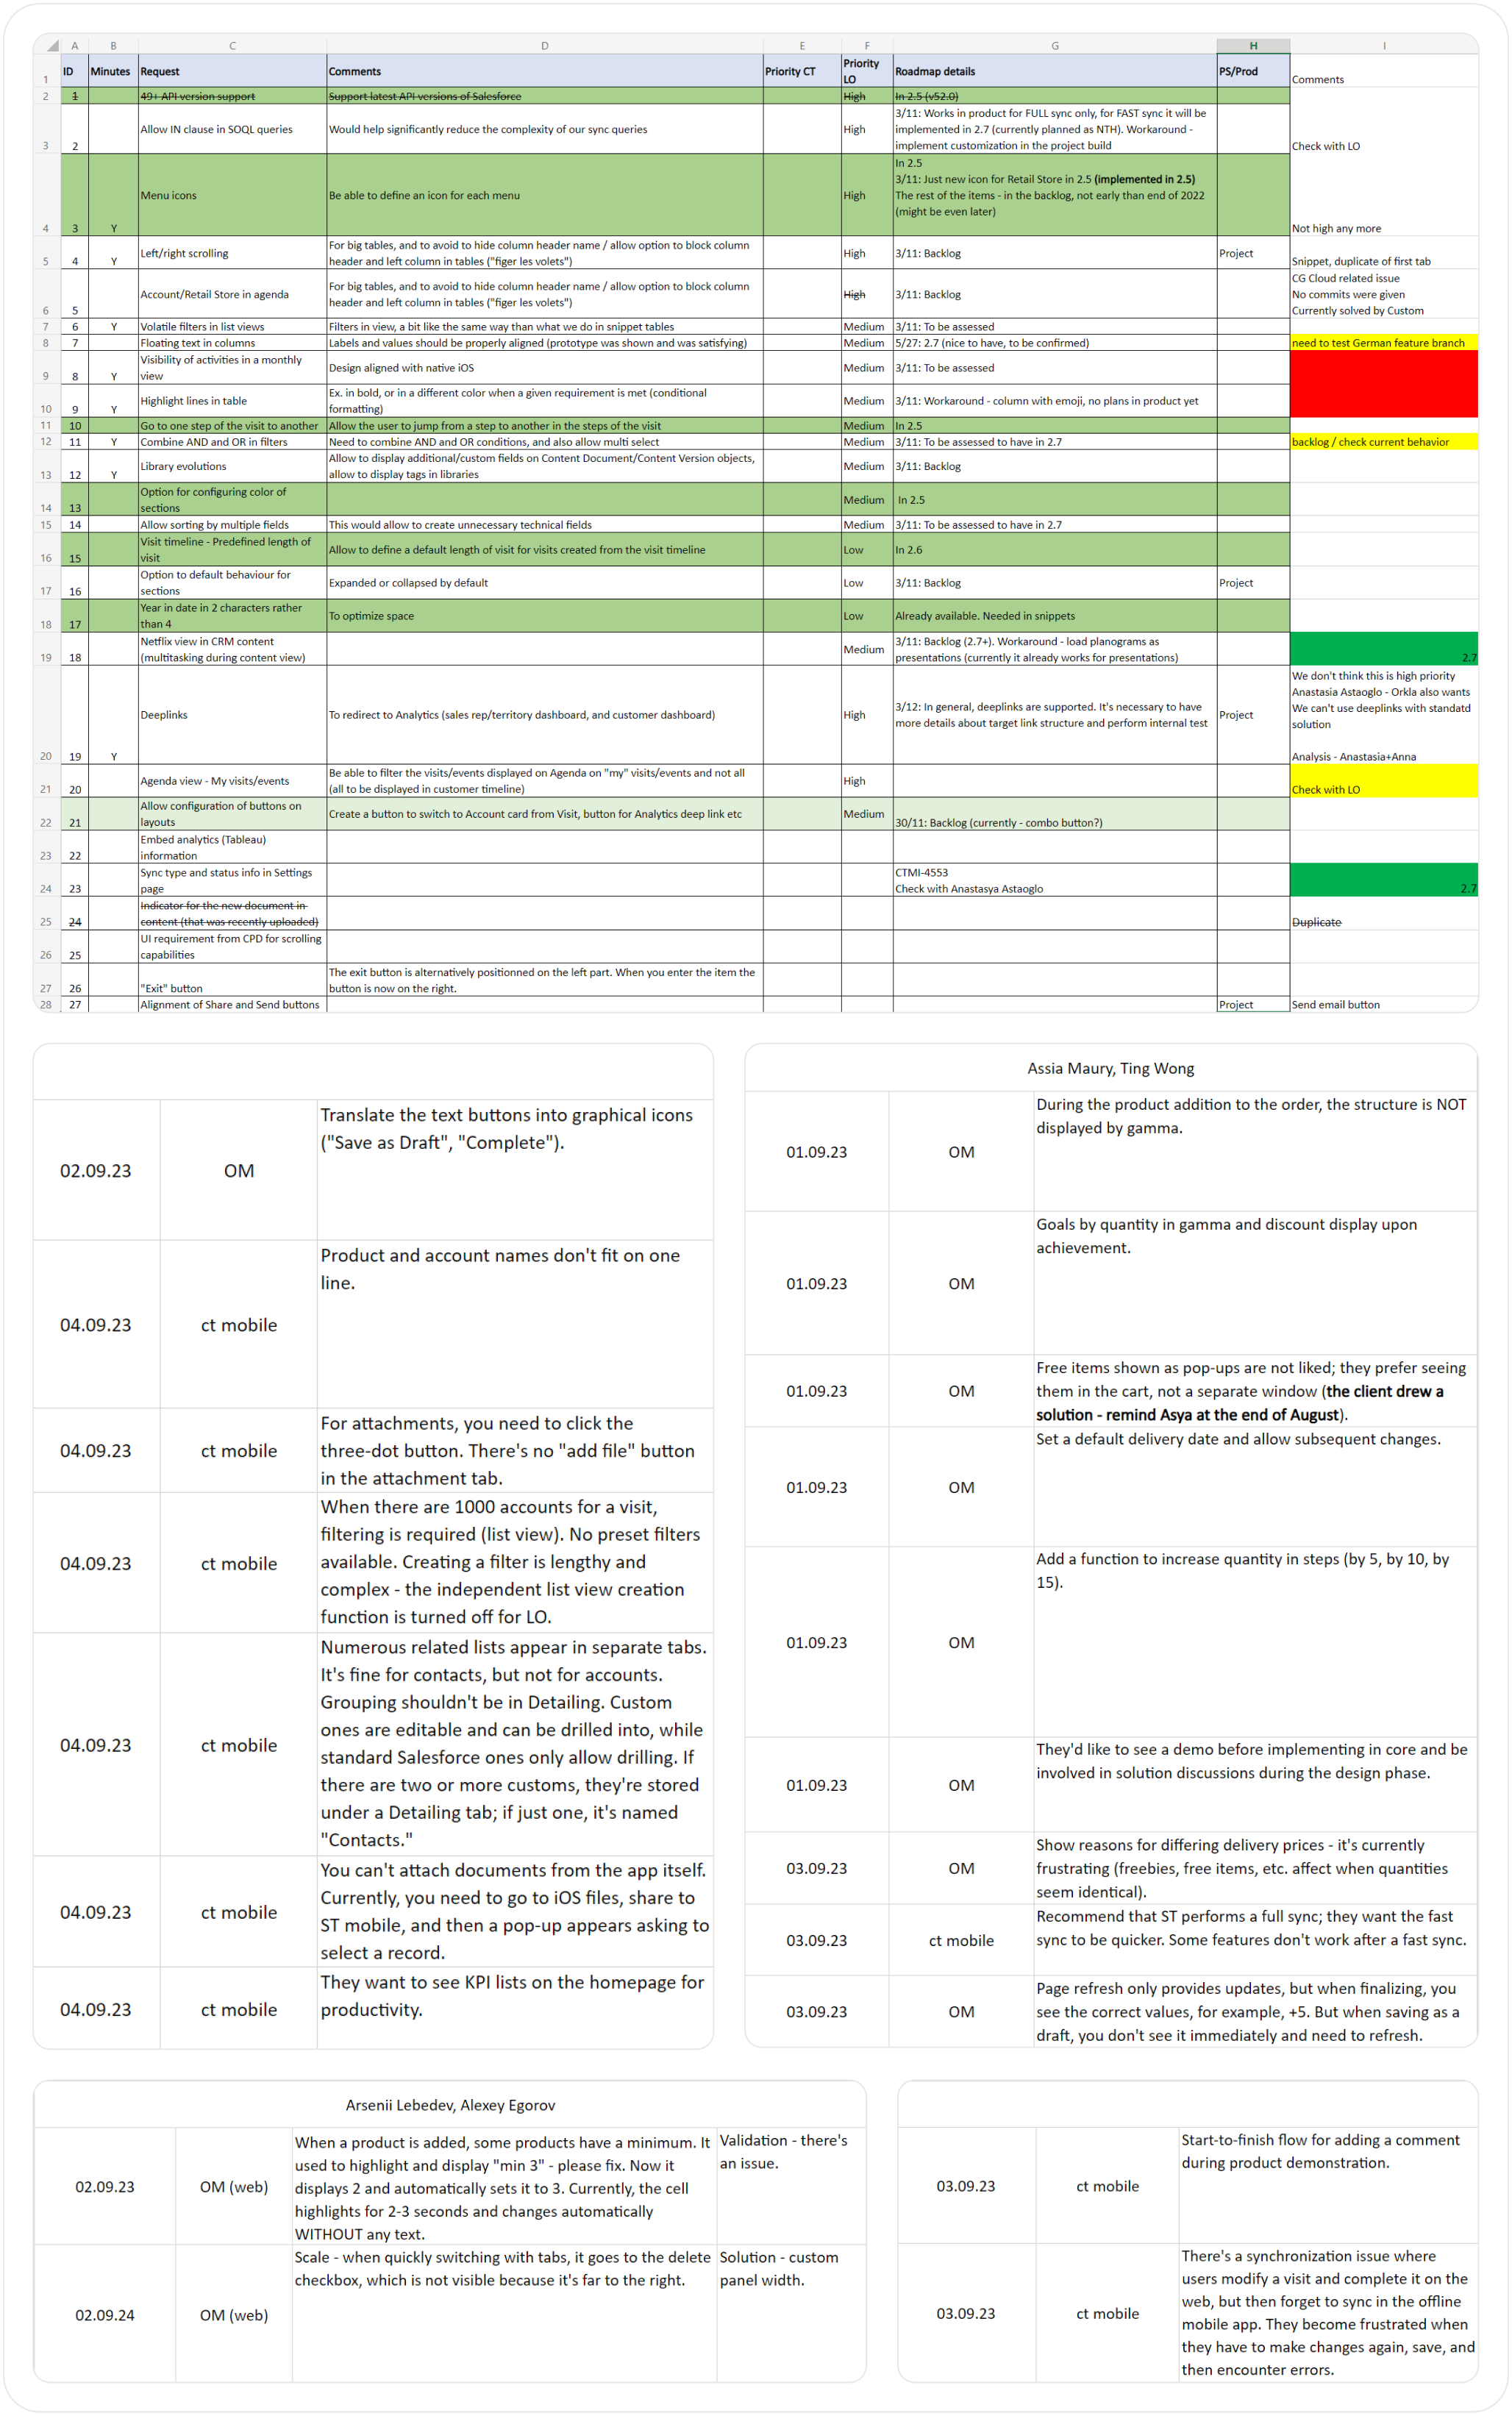 A B C D E F G H I
1 ID Minutes Request Comments Priority CT Priority LO Roadmap details PS/Prod Comments
2 1 49+ API version support Support latest API versions of Salesforce High In 2.5 (v52.0)
3 2 Allow IN clause in SOQL queries Would help significantly reduce the complexity of our sync queries High 3/11: Works in product for FULL sync only, for FAST sync it will be
implemented in 2.7 (currently planned as NTH). Workaround -
implement customization in the project build
Check with LO
4 3 Y Menu icons Be able to define an icon for each menu High In 2.5
3/11: Just new icon for Retail Store in 2.5 (implemented in 2.5)
The rest of the items - in the backlog, not early than end of 2022
(might be even later)
Not high any more
5 4 Y Left/right scrolling For big tables, and to avoid to hide column header name / allow option to block column
header and left column in tables ("figer les volets")
High 3/11: Backlog Project Snippet, duplicate of first tab
6 5 Account/Retail Store in agenda For big tables, and to avoid to hide column header name / allow option to block column
header and left column in tables ("figer les volets")
High 3/11: Backlog CG Cloud related issue
No commits were given
Currently solved by Custom
7 6 Y Volatile filters in list views Filters in view, a bit like the same way than what we do in snippet tables Medium 3/11: To be assessed
8 7 Floating text in columns Labels and values should be properly aligned (prototype was shown and was satisfying) Medium 5/27: 2.7 (nice to have, to be confirmed) need to test German feature branch
9 8 Y Visibility of activities in a monthly
view
Design aligned with native iOS Medium 3/11: To be assessed
10 9 Y Highlight lines in table Ex. in bold, or in a different color when a given requirement is met (conditional
formatting)
Medium 3/11: Workaround - column with emoji, no plans in product yet
11 10 Go to one step of the visit to another Allow the user to jump from a step to another in the steps of the visit Medium In 2.5
12 11 Y Combine AND and OR in filters Need to combine AND and OR conditions, and also allow multi select Medium 3/11: To be assessed to have in 2.7 backlog / check current behavior
13 12 Y Library evolutions Allow to display additional/custom fields on Content Document/Content Version objects,
allow to display tags in libraries
Medium 3/11: Backlog
14 13 Option for configuring color of
sections
Medium In 2.5
15 14 Allow sorting by multiple fields This would allow to create unnecessary technical fields Medium 3/11: To be assessed to have in 2.7
16 15 Visit timeline - Predefined length of
visit
Allow to define a default length of visit for visits created from the visit timeline Low In 2.6
17 16 Option to default behaviour for
sections
Expanded or collapsed by default Low 3/11: Backlog Project
18 17 Year in date in 2 characters rather
than 4
To optimize space Low Already available. Needed in snippets
19 18 Netflix view in CRM content
(multitasking during content view)
Medium 3/11: Backlog (2.7+). Workaround - load planograms as
presentations (currently it already works for presentations)
2.7
20 19 Y Deeplinks To redirect to Analytics (sales rep/territory dashboard, and customer dashboard) High 3/12: In general, deeplinks are supported. It's necessary to have
more details about target link structure and perform internal test
Project We don't think this is high priority
Anastasia Astaoglo - Orkla also wants
We can't use deeplinks with standatd
solution
Analysis - Anastasia+Anna
21 20 Agenda view - My visits/events Be able to filter the visits/events displayed on Agenda on "my" visits/events and not all
(all to be displayed in customer timeline)
High Check with LO
22 21 Allow configuration of buttons on
layouts
Create a button to switch to Account card from Visit, button for Analytics deep link etc Medium 30/11: Backlog (currently - combo button?)
23 22 Embed analytics (Tableau)
information
24 23 Sync type and status info in Settings
page
CTMI-4553
Check with Anastasya Astaoglo
2.7
25 24 Indicator for the new document in
content (that was recently uploaded)
Duplicate
26 25 UI requirement from CPD for scrolling
capabilities
27 26 "Exit" button The exit button is alternatively positionned on the left part. When you enter the item the
button is now on the right.
28 27 Alignment of Share and Send buttons Project Send email button
02.09.23 OM Translate the text buttons into graphical icons
("Save as Draft", "Complete").
04.09.23 ct mobile Product and account names don't fit on one
line.
04.09.23 ct mobile For attachments, you need to click the
three-dot button. There's no "add file" button
in the attachment tab.
04.09.23 ct mobile When there are 1000 accounts for a visit,
filtering is required (list view). No preset filters
available. Creating a filter is lengthy and
complex - the independent list view creation
function is turned off for LO.
04.09.23 ct mobile Numerous related lists appear in separate tabs.
It's fine for contacts, but not for accounts.
Grouping shouldn't be in Detailing. Custom
ones are editable and can be drilled into, while
standard Salesforce ones only allow drilling. If
there are two or more customs, they're stored
under a Detailing tab; if just one, it's named
"Contacts."
04.09.23 ct mobile You can't attach documents from the app itself.
Currently, you need to go to iOS files, share to
ST mobile, and then a pop-up appears asking to
select a record.
04.09.23 ct mobile They want to see KPI lists on the homepage for
productivity.
Assia Maury, Ting Wong
01.09.23 OM During the product addition to the order, the structure is NOT
displayed by gamma.
01.09.23 OM Goals by quantity in gamma and discount display upon
achievement.
01.09.23 OM Free items shown as pop-ups are not liked; they prefer seeing
them in the cart, not a separate window (the client drew a
solution - remind Asya at the end of August).
01.09.23 OM Set a default delivery date and allow subsequent changes.
01.09.23 OM Add a function to increase quantity in steps (by 5, by 10, by
15).
01.09.23 OM They'd like to see a demo before implementing in core and be
involved in solution discussions during the design phase.
03.09.23 OM Show reasons for differing delivery prices - it's currently
frustrating (freebies, free items, etc. affect when quantities
seem identical).
03.09.23 ct mobile Recommend that ST performs a full sync; they want the fast
sync to be quicker. Some features don't work after a fast sync.
03.09.23 OM Page refresh only provides updates, but when finalizing, you
see the correct values, for example, +5. But when saving as a
draft, you don't see it immediately and need to refresh.
Arsenii Lebedev, Alexey Egorov
02.09.23 OM (web) When a product is added, some products have a minimum. It
used to highlight and display "min 3" - please fix. Now it
displays 2 and automatically sets it to 3. Currently, the cell
highlights for 2-3 seconds and changes automatically
WITHOUT any text.
Validation - there's
an issue.
02.09.24 OM (web) Scale - when quickly switching with tabs, it goes to the delete
checkbox, which is not visible because it's far to the right.
Solution - custom
panel width.
03.09.23 ct mobile Start-to-finish flow for adding a comment
during product demonstration.
03.09.23 ct mobile There's a synchronization issue where
users modify a visit and complete it on the
web, but then forget to sync in the offline
mobile app. They become frustrated when
they have to make changes again, save, and
then encounter errors.